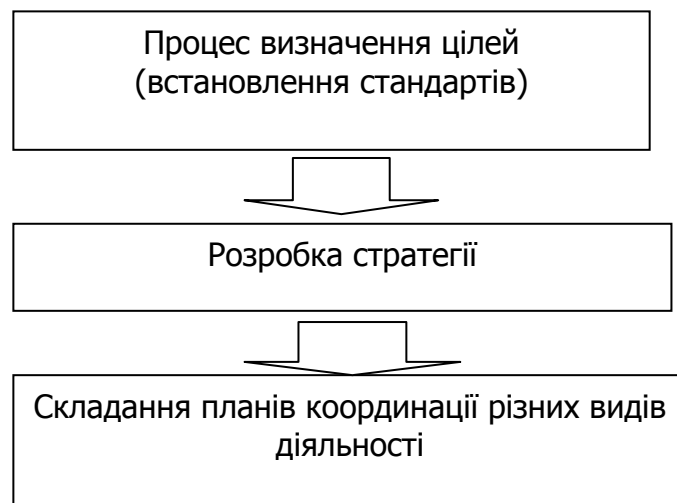 Процес визначення цілей
(встановлення стандартів)
Розробка стратегії
Складання планів координації різних видів
діяльності